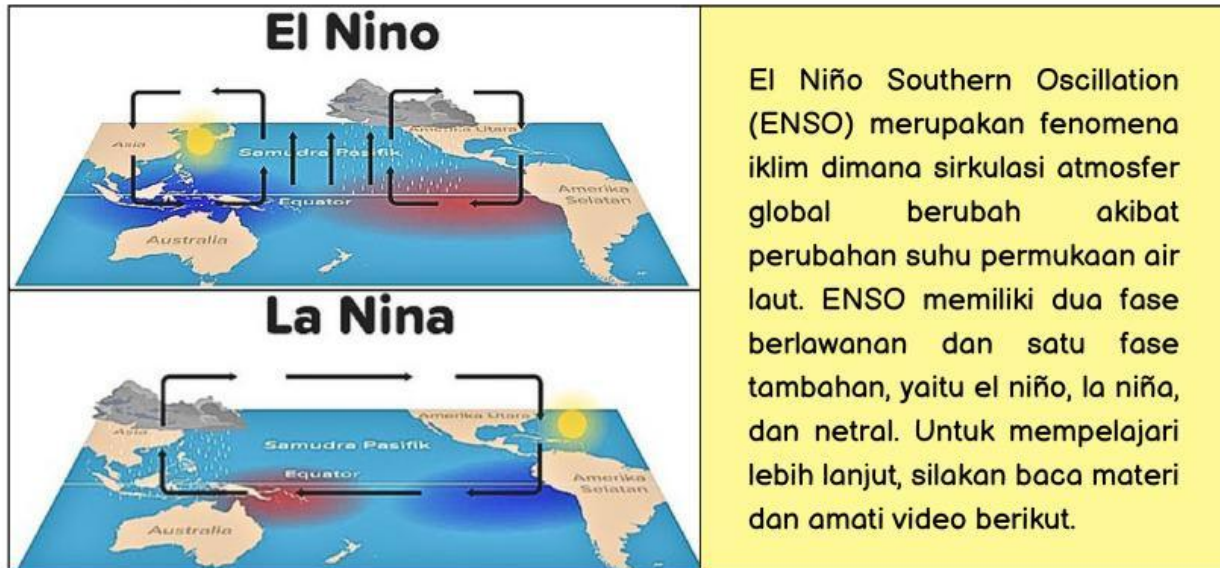 El Nino
Asia
Amerika Utara
Samudra Pasifik
Equator
Amerika
Selatan
Australia
La Nina
Asia
Amerika Utara
Samudra Pasifik
Equator
Amerika
Selatan
Australia
El Niño Southern Oscillation
(ENSO) merupakan fenomena
iklim dimana sirkulasi atmosfer
global berubah akibat
perubahan suhu permukaan air
laut. ENSO memiliki dua fase
berlawanan dan satu fase
tambahan, yaitu el niño, la niña,
dan netral. Untuk mempelajari
lebih lanjut, silakan baca materi
dan amati video berikut.